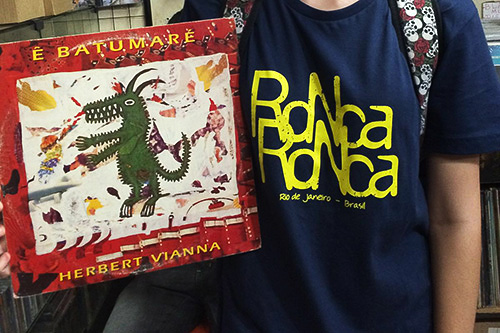 Ê BATUMARÊ
HERBERT VIANNA
RoNca
RoNca
Rio de Janeiro - Brasil